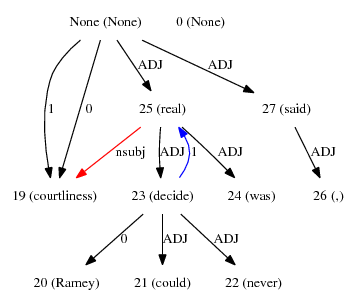 None (None) 0 (None)
ADJ ADJ
1 0 25 (real) 27 (said)
nsubj ADJ 1 ADJ ADJ
19 (courtliness) 23 (decide) 24 (was) 26 (,)
0 ADJ ADJ
20 (Ramey) 21 (could) 22 (never)